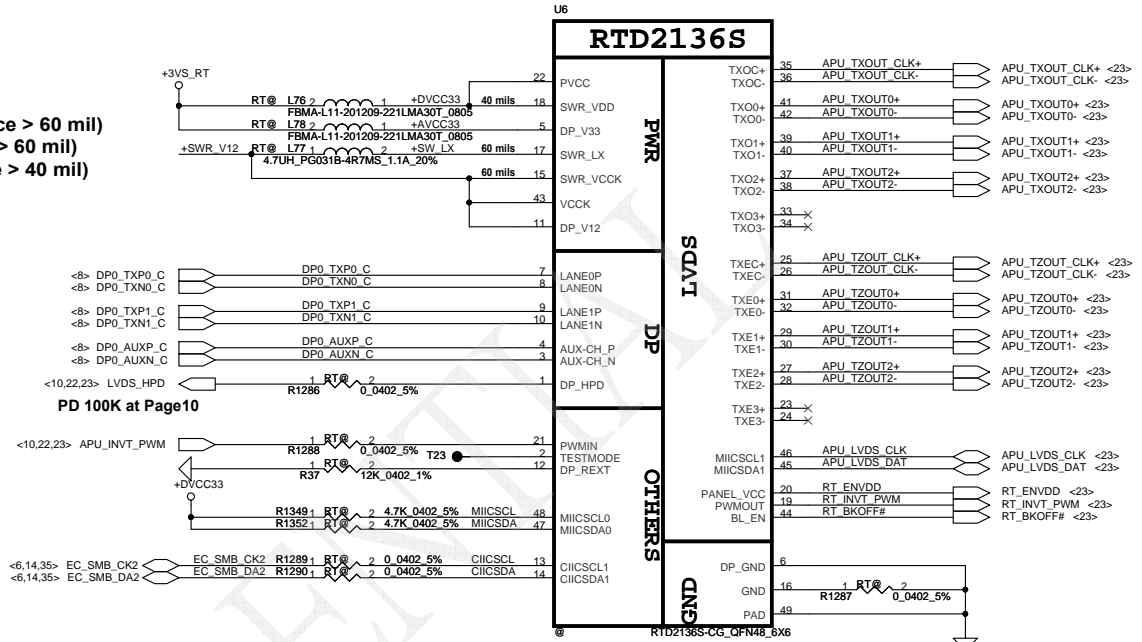 U6
RTD2136S
ce > 60 mil)
> 60 mil)
e > 40 mil)
+3VS_RT
RT@ L76 2 1 +DVCC33 40 mils
FBMA-L11-201209-221LMA30T_0805
RT@ L78 2 1 +AVCC33
FBMA-L11-201209-221LMA30T_0805
+SWR_V12 RT@ L77 1 2 +SW_LX 60 mils
4.7UH_PG031B-4R7MS_1.1A_20%
60 mils
22 PVCC
18 SWR_VDD
5 DP_V33
17 SWR_LX
15 SWR_VCCK
43 VCCK
11 DP_V12
PWR
<8> DP0_TXP0_C DP0_TXP0_C 7 LANE0P
<8> DP0_TXN0_C DP0_TXN0_C 8 LANE0N
<8> DP0_TXP1_C DP0_TXP1_C 9 LANE1P
<8> DP0_TXN1_C DP0_TXN1_C 10 LANE1N
<8> DP0_AUXP_C DP0_AUXP_C 4 AUX-CH_P
<8> DP0_AUXN_C DP0_AUXN_C 3 AUX-CH_N
<10,22,23> LVDS_HPD 1 RT@ 2 1 DP_HPD
R1286 0_0402_5%
PD 100K at Page10
DP
<10,22,23> APU_INVT_PWM 1 RT@ 2 21 PWMIN
R1288 0_0402_5% T23 2 TESTMODE
1 RT@ 2 12 DP_REXT
R37 12K_0402_1%
+DVCC33
R1349 1 RT@ 2 4.7K_0402_5% MIICSCL 48 MIICSCL0
R1352 1 RT@ 2 4.7K_0402_5% MIICSDA 47 MIICSDA0
<6,14,35> EC_SMB_CK2 EC_SMB_CK2 R1289 1 RT@ 2 0_0402_5% CIICSCL 13 CIICSCL1
<6,14,35> EC_SMB_DA2 EC_SMB_DA2 R1290 1 RT@ 2 0_0402_5% CIICSDA 14 CIICSDA1
OTHERS
LVDS
TXOC+ 35 APU_TXOUT_CLK+ APU_TXOUT_CLK+ <23>
TXOC- 36 APU_TXOUT_CLK- APU_TXOUT_CLK- <23>
TXO0+ 41 APU_TXOUT0+ APU_TXOUT0+ <23>
TXO0- 42 APU_TXOUT0- APU_TXOUT0- <23>
TXO1+ 39 APU_TXOUT1+ APU_TXOUT1+ <23>
TXO1- 40 APU_TXOUT1- APU_TXOUT1- <23>
TXO2+ 37 APU_TXOUT2+ APU_TXOUT2+ <23>
TXO2- 38 APU_TXOUT2- APU_TXOUT2- <23>
TXO3+ 33
TXO3- 34
TXEC+ 25 APU_TZOUT_CLK+ APU_TZOUT_CLK+ <23>
TXEC- 26 APU_TZOUT_CLK- APU_TZOUT_CLK- <23>
TXE0+ 31 APU_TZOUT0+ APU_TZOUT0+ <23>
TXE0- 32 APU_TZOUT0- APU_TZOUT0- <23>
TXE1+ 29 APU_TZOUT1+ APU_TZOUT1+ <23>
TXE1- 30 APU_TZOUT1- APU_TZOUT1- <23>
TXE2+ 27 APU_TZOUT2+ APU_TZOUT2+ <23>
TXE2- 28 APU_TZOUT2- APU_TZOUT2- <23>
TXE3+ 23
TXE3- 24
MIICSCL1 46 APU_LVDS_CLK APU_LVDS_CLK <23>
MIICSDA1 45 APU_LVDS_DAT APU_LVDS_DAT <23>
PANEL_VCC 20 RT_ENVDD RT_ENVDD <23>
PWMOUT 19 RT_INVT_PWM RT_INVT_PWM <23>
BL_EN 44 RT_BKOFF# RT_BKOFF# <23>
GND
DP_GND 6
GND 16 1 RT@ 2
R1287 0_0402_5%
PAD 49
@ RTD2136S-CG_QFN48_6X6
ENTIAL